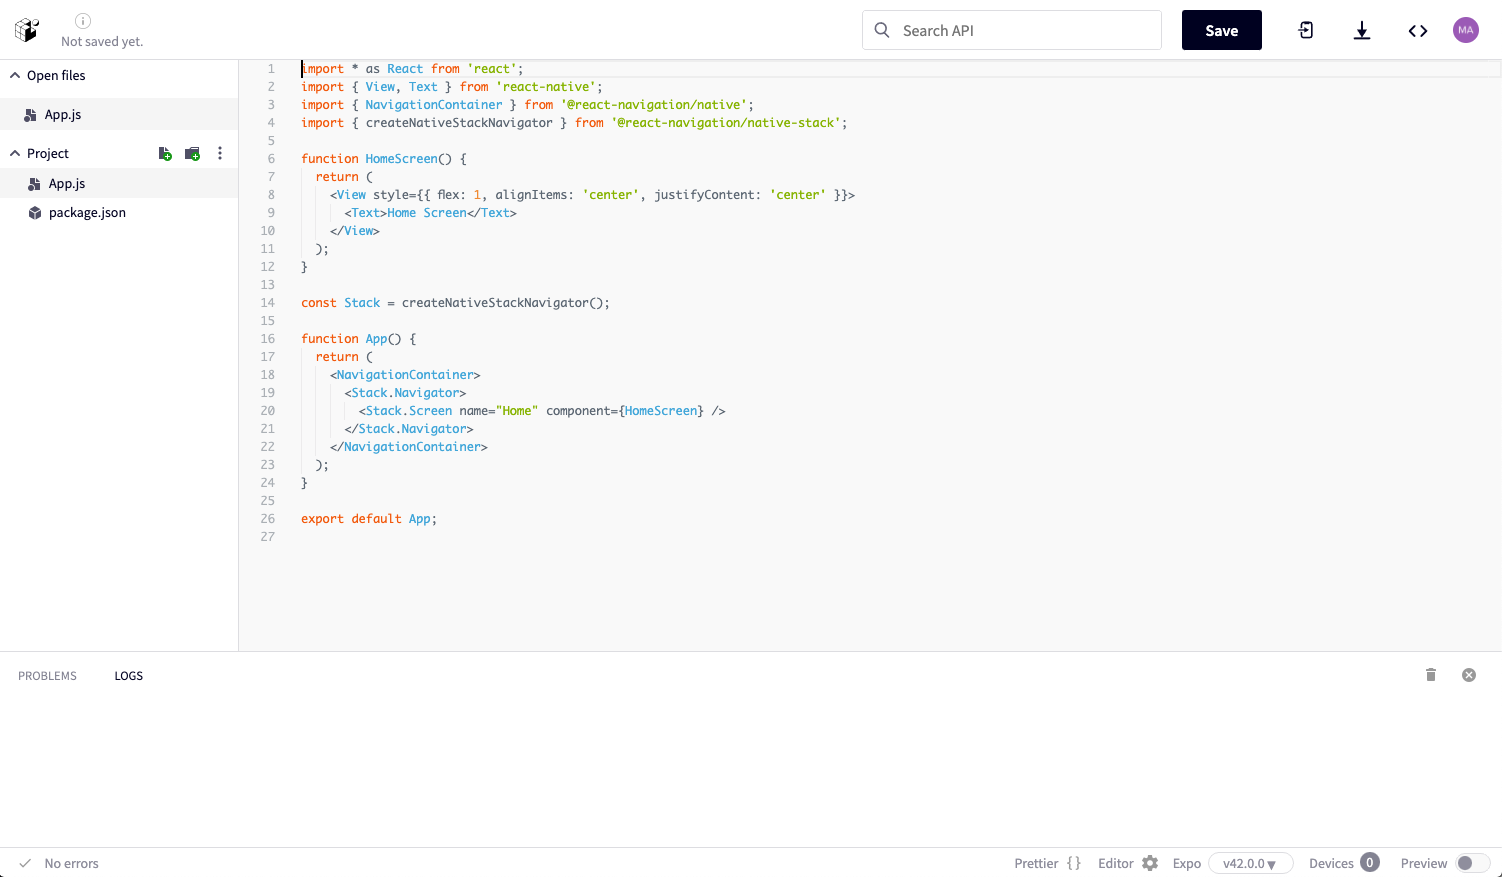 Not saved yet.
Search API
Save
MA
Open files
App.js
Project
App.js
package.json
1 import * as React from 'react';
2 import { View, Text } from 'react-native';
3 import { NavigationContainer } from '@react-navigation/native';
4 import { createNativeStackNavigator } from '@react-navigation/native-stack';
5
6 function HomeScreen() {
7   return (
8     <View style={{ flex: 1, alignItems: 'center', justifyContent: 'center' }}>
9       <Text>Home Screen</Text>
10     </View>
11   );
12 }
13
14 const Stack = createNativeStackNavigator();
15
16 function App() {
17   return (
18     <NavigationContainer>
19       <Stack.Navigator>
20         <Stack.Screen name="Home" component={HomeScreen} />
21       </Stack.Navigator>
22     </NavigationContainer>
23   );
24 }
25
26 export default App;
27
PROBLEMS LOGS
No errors
Prettier { } Editor Expo v42.0.0 ▼ Devices 0 Preview